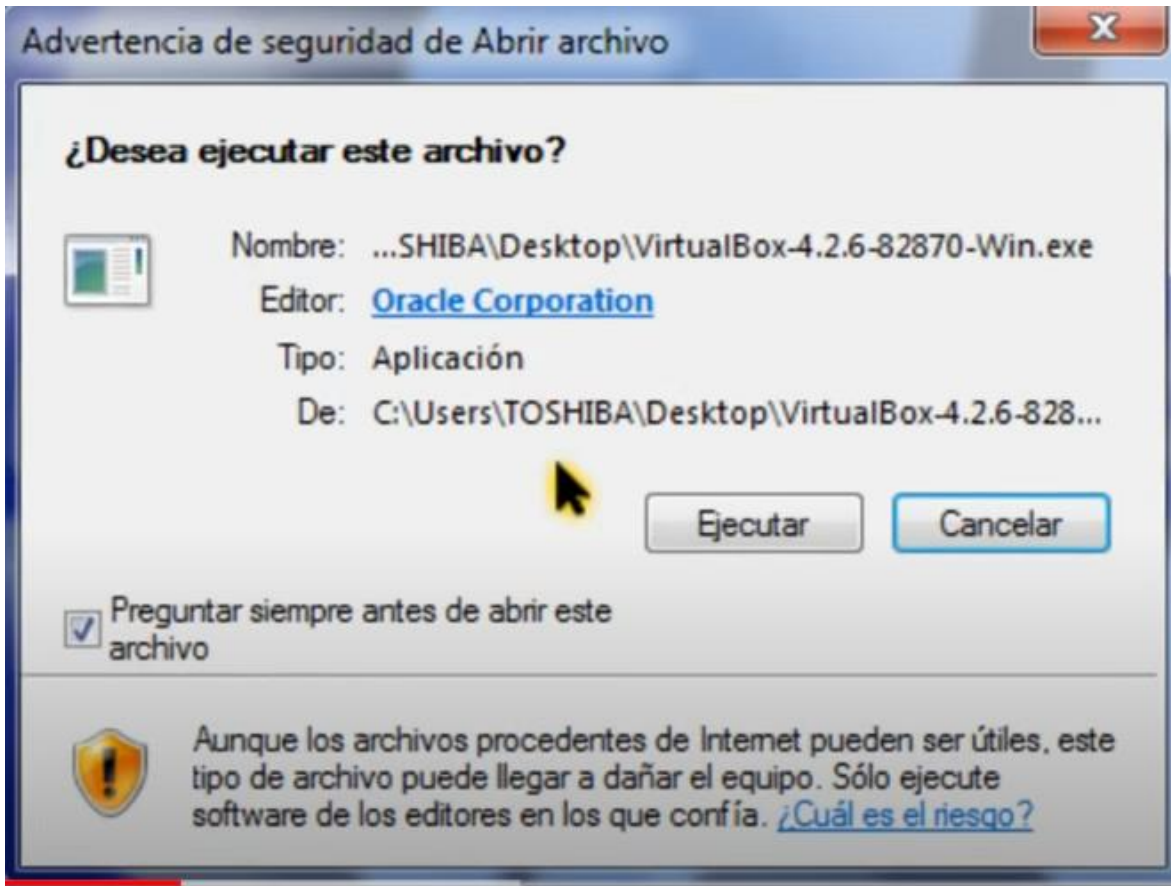 Advertencia de seguridad de Abrir archivo
¿Desea ejecutar este archivo?
Nombre: ...SHIBA\Desktop\VirtualBox-4.2.6-82870-Win.exe
Editor: Oracle Corporation
Tipo: Aplicación
De: C:\Users\TOSHIBA\Desktop\VirtualBox-4.2.6-828...
Ejecutar Cancelar
Preguntar siempre antes de abrir este
archivo
Aunque los archivos procedentes de Internet pueden ser útiles, este
tipo de archivo puede llegar a dañar el equipo. Sólo ejecute
software de los editores en los que confía. ¿Cuál es el riesgo?